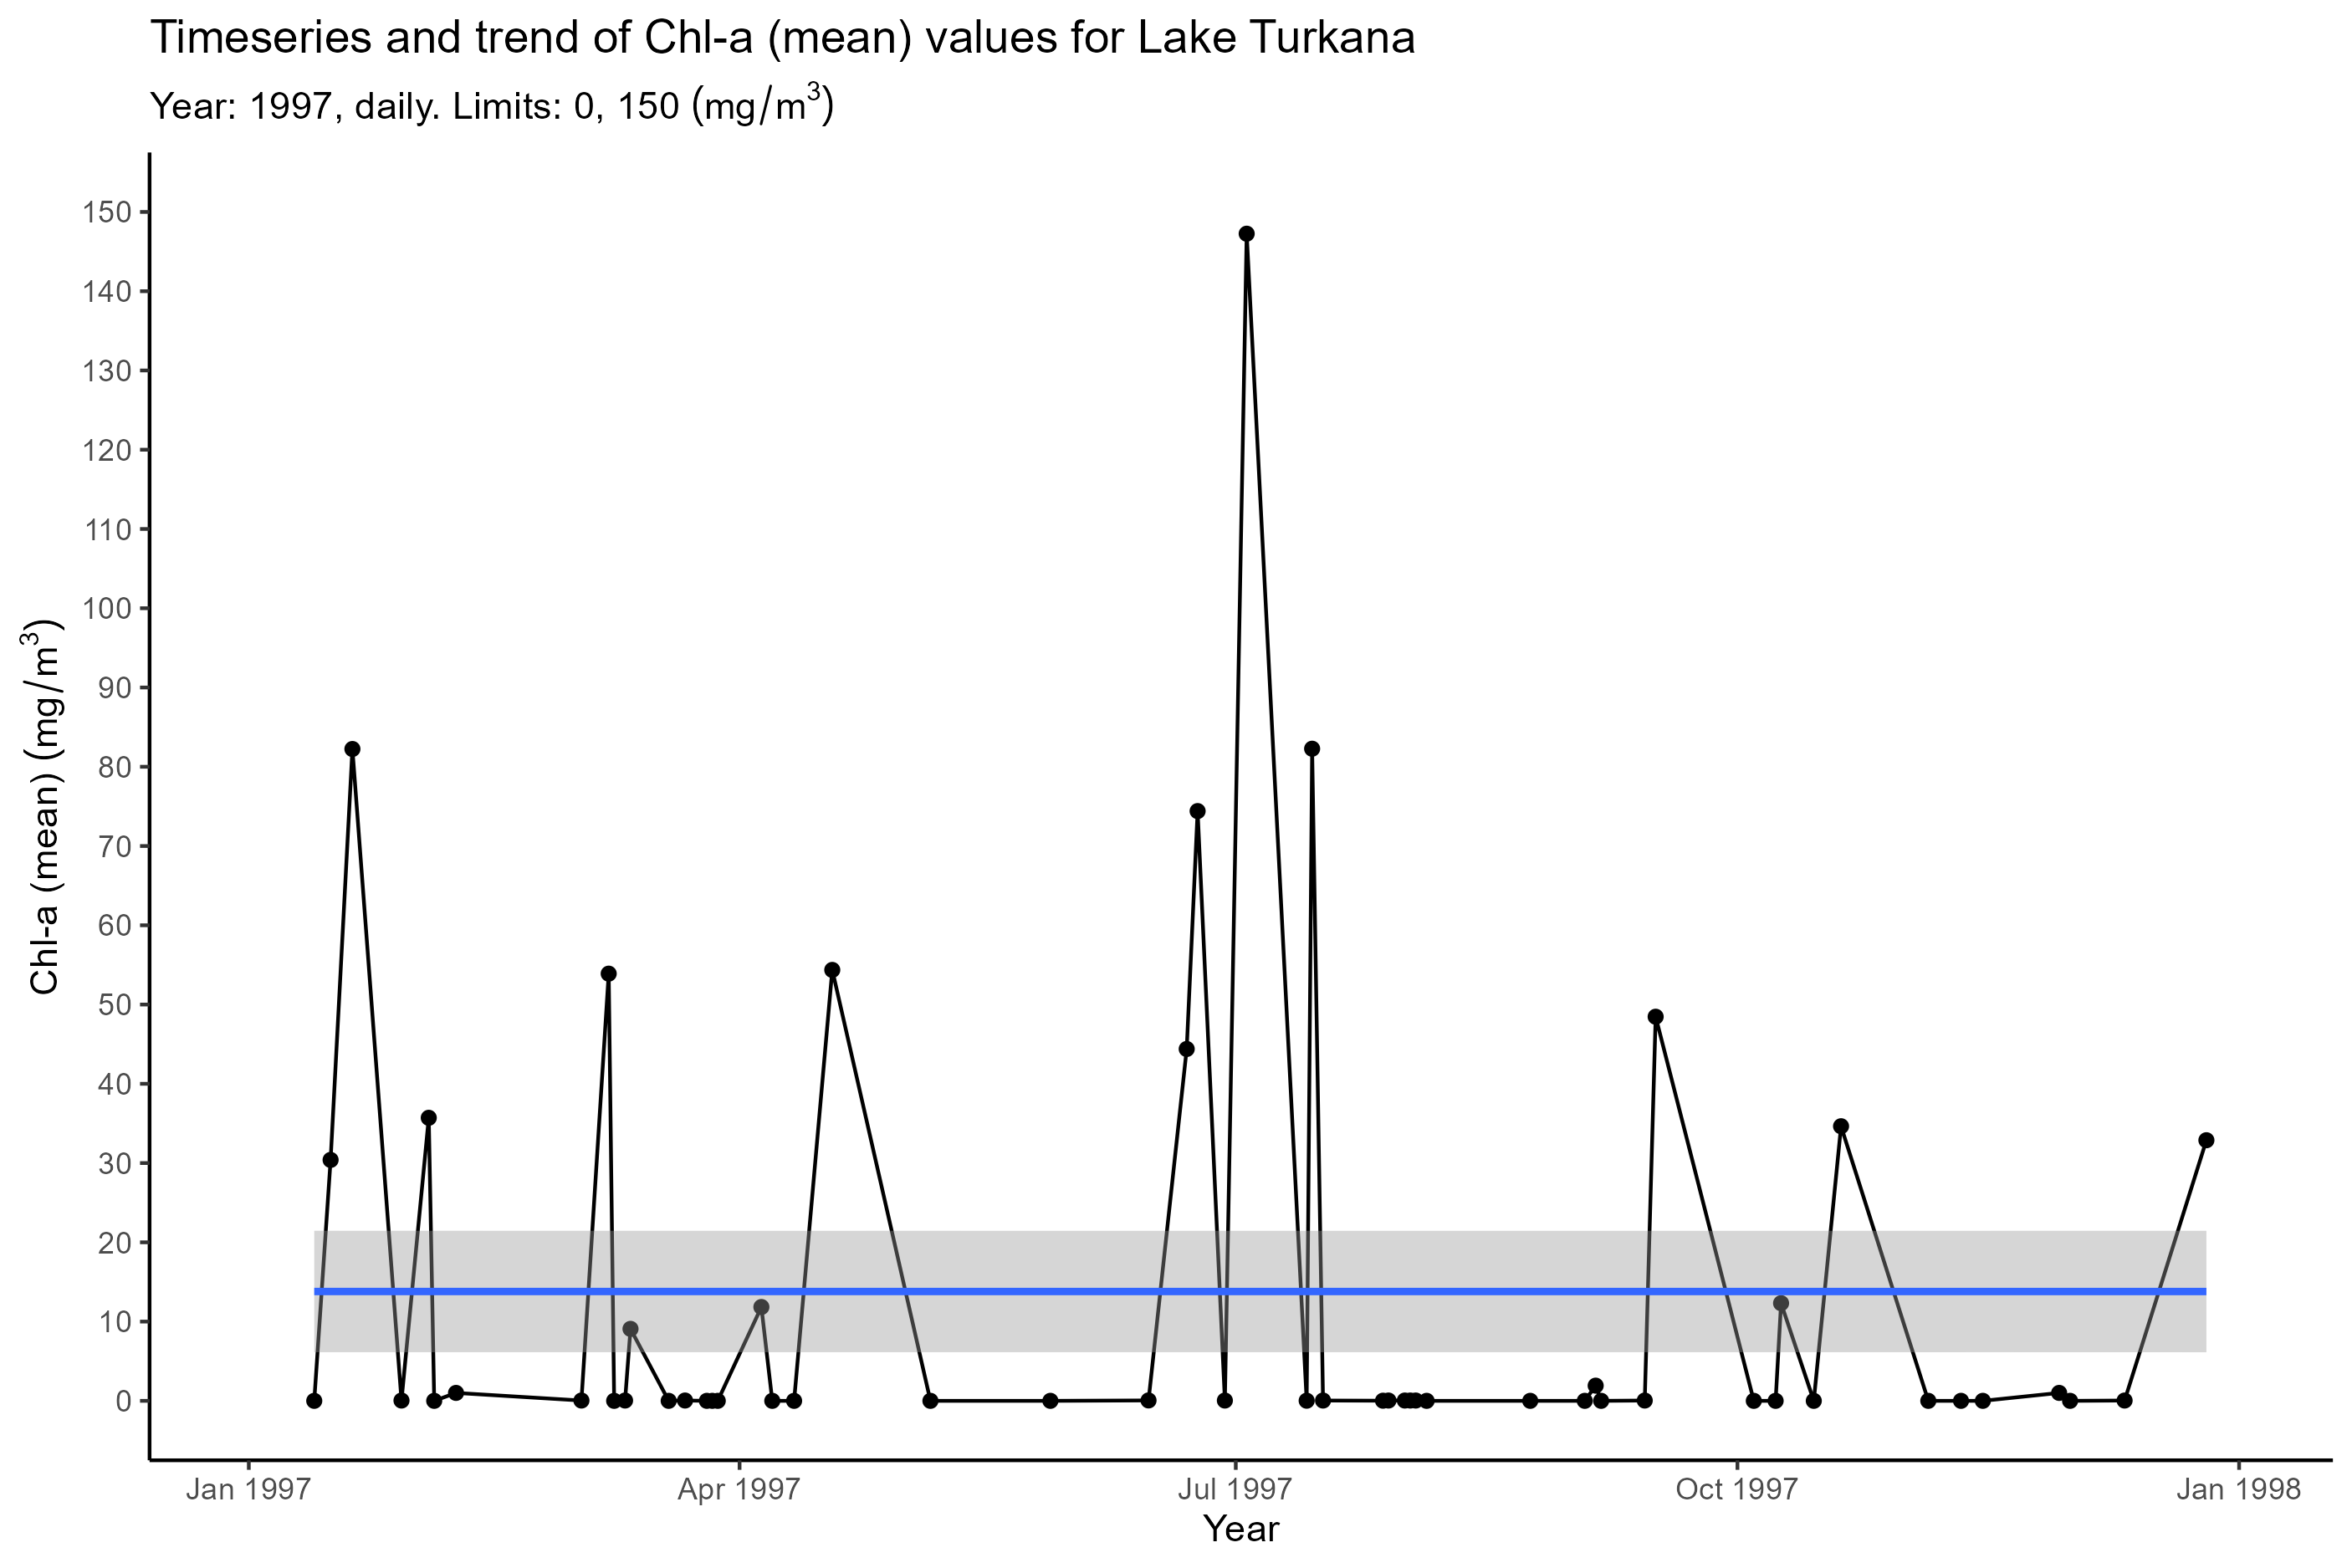 Timeseries and trend of Chl-a (mean) values for Lake Turkana
Year: 1997, daily. Limits: 0, 150 (mg/m³)
Chl-a (mean) (mg/m³)
150
140
130
120
110
100
90
80
70
60
50
40
30
20
10
0
Jan 1997
Apr 1997
Jul 1997
Oct 1997
Jan 1998
Year